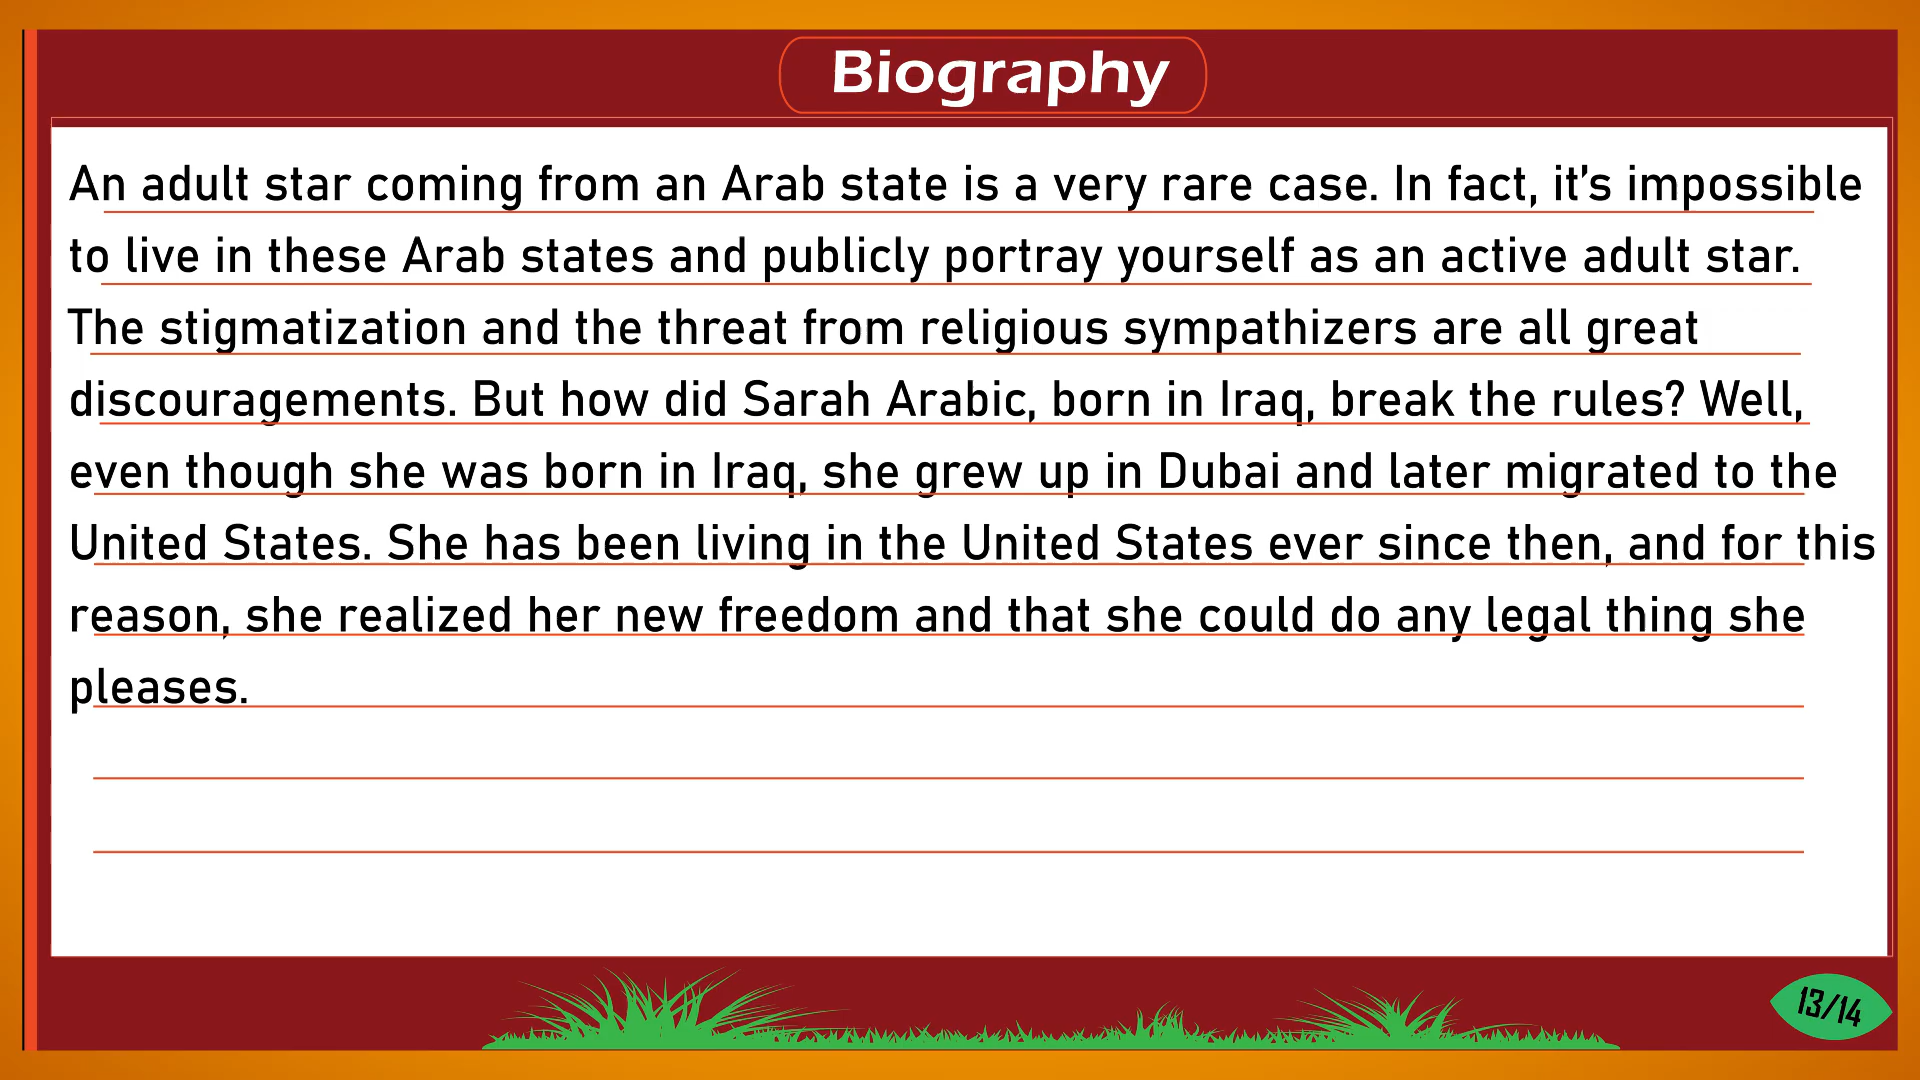 Biography
An adult star coming from an Arab state is a very rare case. In fact, it’s impossible
to live in these Arab states and publicly portray yourself as an active adult star.
The stigmatization and the threat from religious sympathizers are all great
discouragements. But how did Sarah Arabic, born in Iraq, break the rules? Well,
even though she was born in Iraq, she grew up in Dubai and later migrated to the
United States. She has been living in the United States ever since then, and for this
reason, she realized her new freedom and that she could do any legal thing she
pleases.
13/14